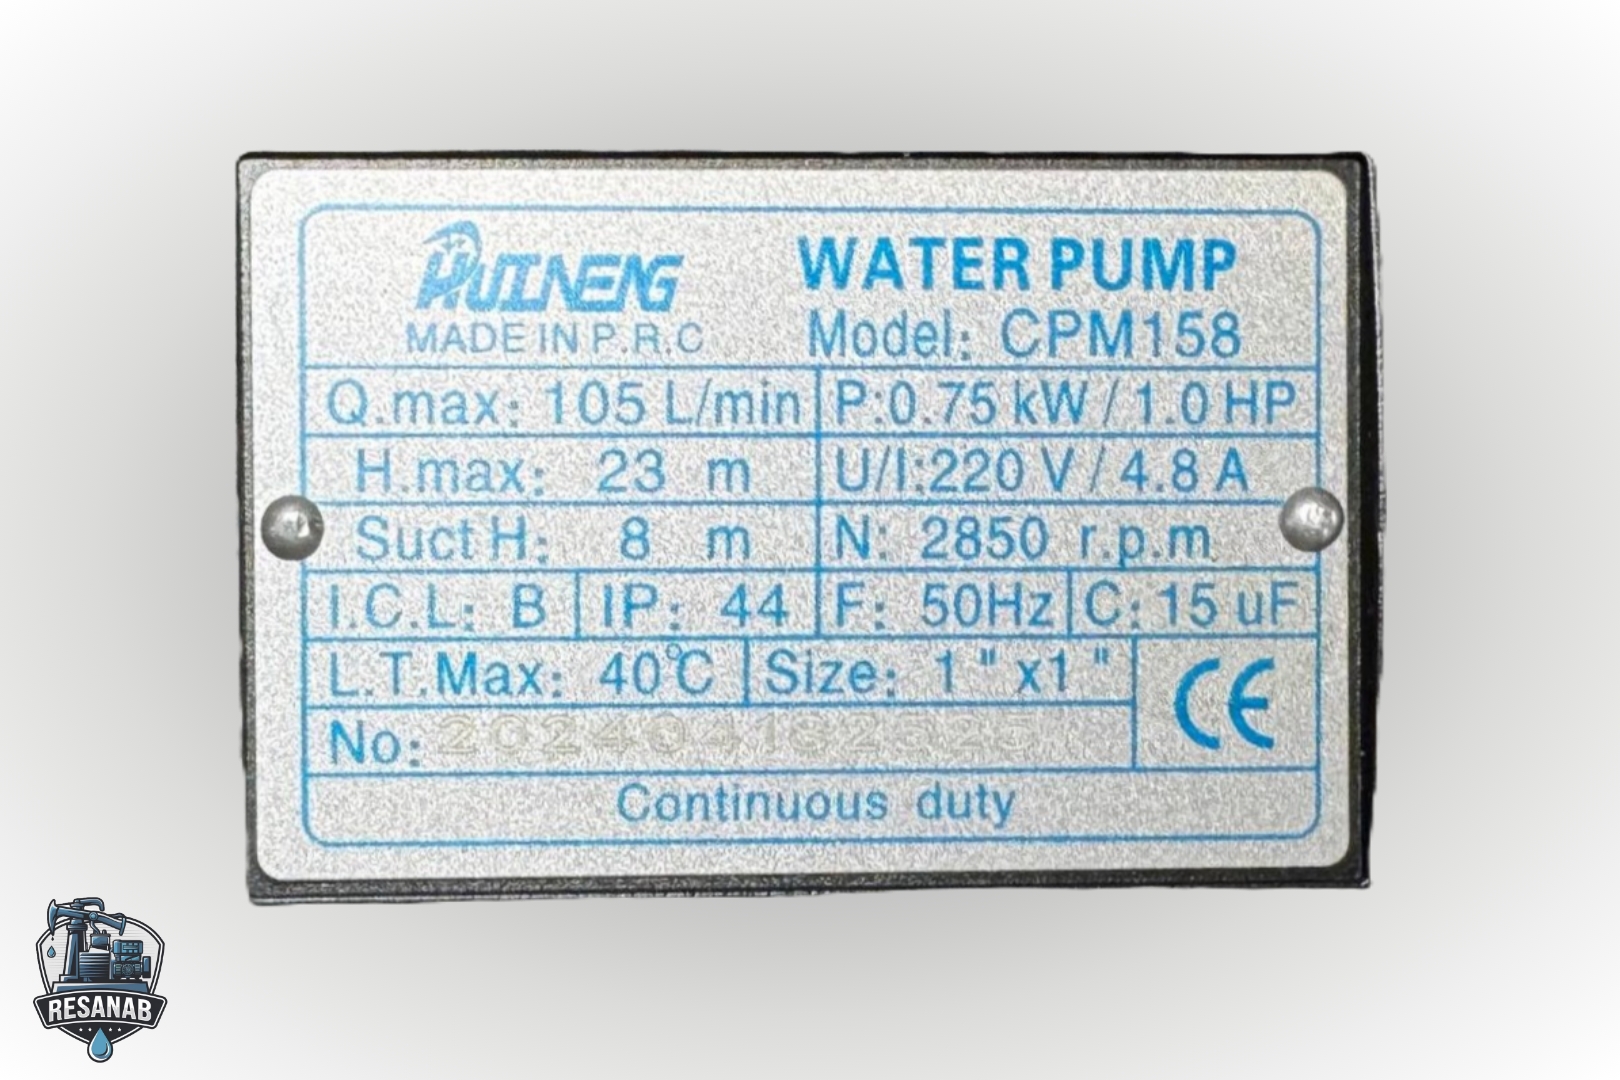 HUINENG
MADE IN P.R.C
WATER PUMP
Model: CPM158
Q.max: 105 L/min
P:0.75 kW / 1.0 HP
H.max: 23 m
U/I:220 V / 4.8 A
Suct H: 8 m
N: 2850 r.p.m
I.C.L: B
IP: 44
F: 50Hz
C: 15 uF
L.T.Max: 40℃
Size: 1 " x1 "
CE
No:
Continuous duty
RESANAB